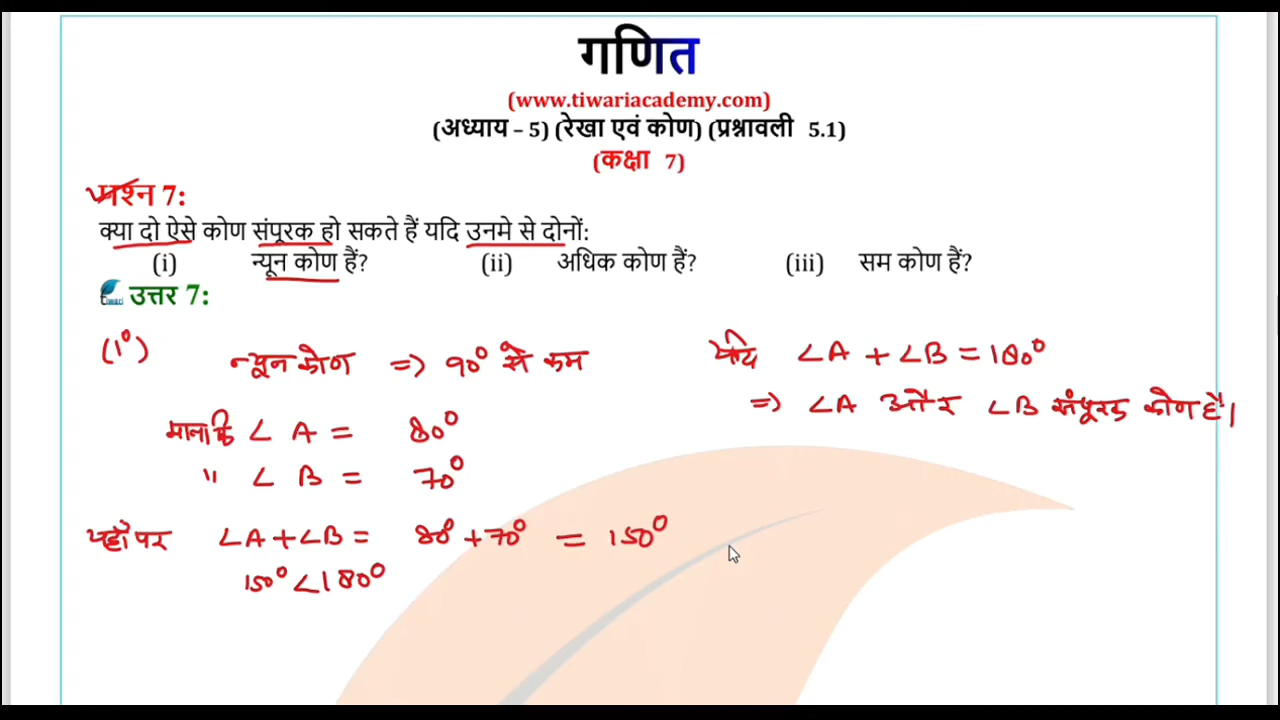 गणित
(www.tiwariacademy.com)
(अध्याय – 5) (रेखा एवं कोण) (प्रश्नावली 5.1)
(कक्षा 7)
प्रश्न 7:
क्या दो ऐसे कोण संपूरक हो सकते हैं यदि उनमे से दोनों:
(i) न्यून कोण हैं? (ii) अधिक कोण हैं? (iii) सम कोण हैं?
उत्तर 7:
(i) न्यून कोण => 90° से कम
यदि ∠A + ∠B = 180°
=> ∠A और ∠B संपूरक कोण हैं।
माना कि ∠A = 80°
" ∠B = 70°
यहाँ पर ∠A + ∠B = 80° + 70° = 150°
150° < 180°